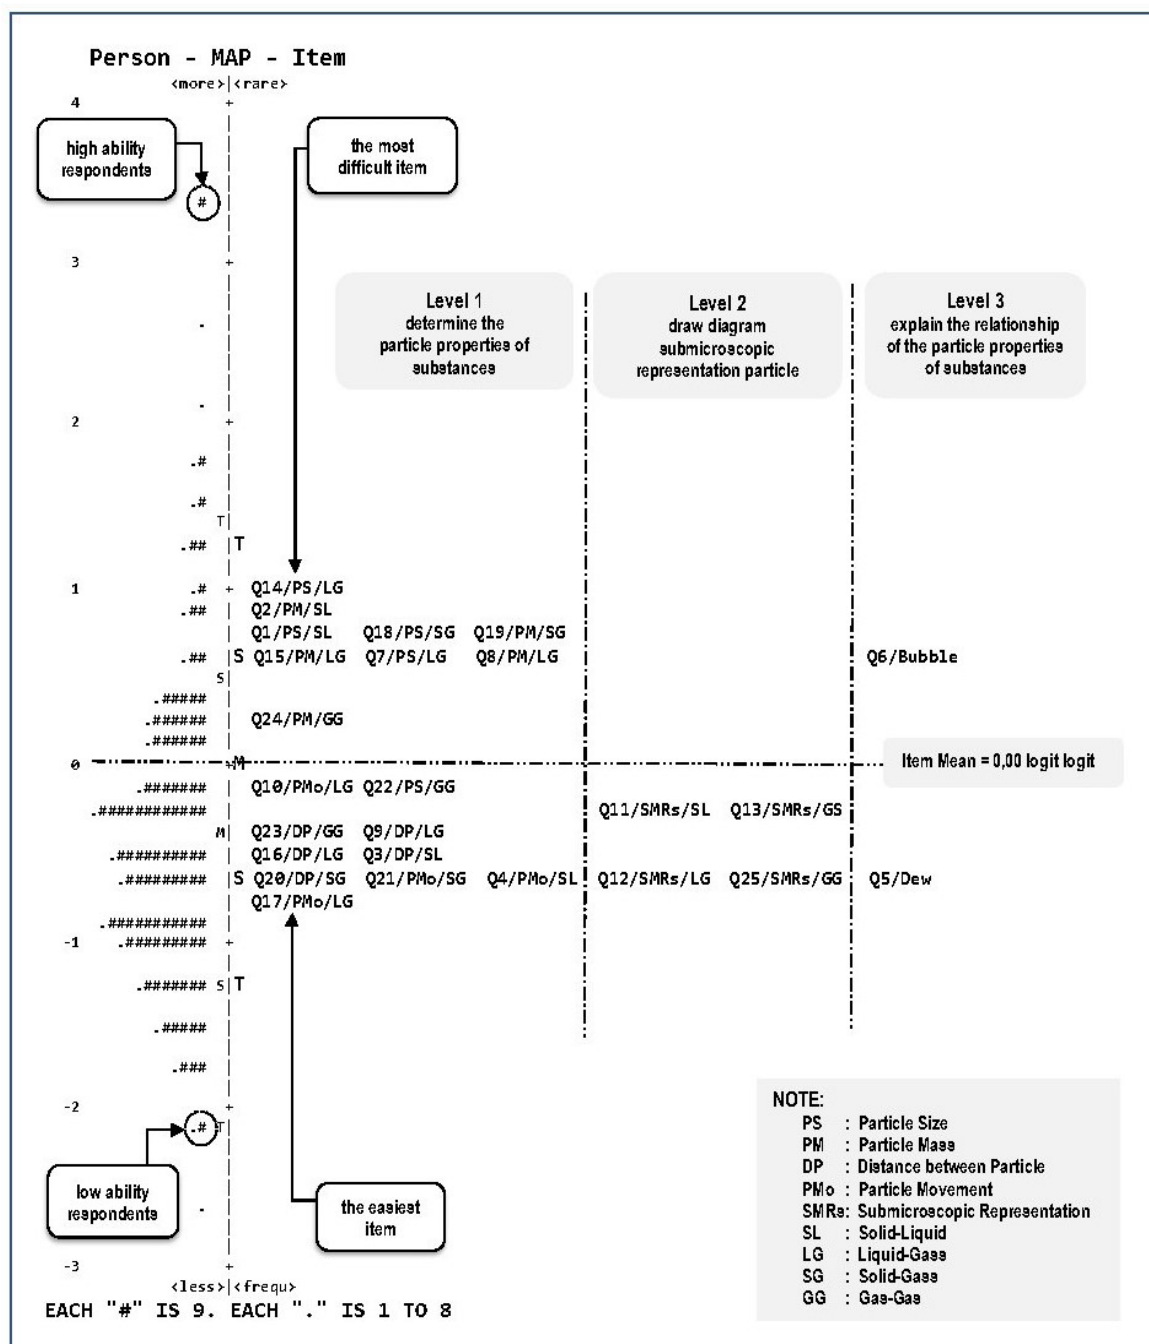 Person - MAP - Item
<more>|<rare>
4
high ability
respondents
the most
difficult item
#
3
Level 1
determine the
particle properties of
substances
Level 2
draw diagram
submicroscopic
representation particle
Level 3
explain the relationship
of the particle properties
of substances
.
.
2
.#
.#
T
.## T
1 .# Q14/PS/LG
.## Q2/PM/SL
Q1/PS/SL Q18/PS/SG Q19/PM/SG
.## S Q15/PM/LG Q7/PS/LG Q8/PM/LG Q6/Bubble
S
.#####
.###### Q24/PM/GG
.######
0 M Item Mean = 0,00 logit logit
.####### Q10/PMo/LG Q22/PS/GG
.############ Q11/SMRs/SL Q13/SMRs/GS
M Q23/DP/GG Q9/DP/LG
.########## Q16/DP/LG Q3/DP/SL
.######### S Q20/DP/SG Q21/PMo/SG Q4/PMo/SL Q12/SMRs/LG Q25/SMRs/GG Q5/Dew
Q17/PMo/LG
.###########
-1 .#########
.####### S T
.#####
.###
-2
.# T
low ability
respondents
the easiest
item
.
-3
<less>|<frequ>
EACH "#" IS 9. EACH "." IS 1 TO 8
NOTE:
PS : Particle Size
PM : Particle Mass
DP : Distance between Particle
PMo : Particle Movement
SMRs: Submicroscopic Representation
SL : Solid-Liquid
LG : Liquid-Gass
SG : Solid-Gass
GG : Gas-Gas